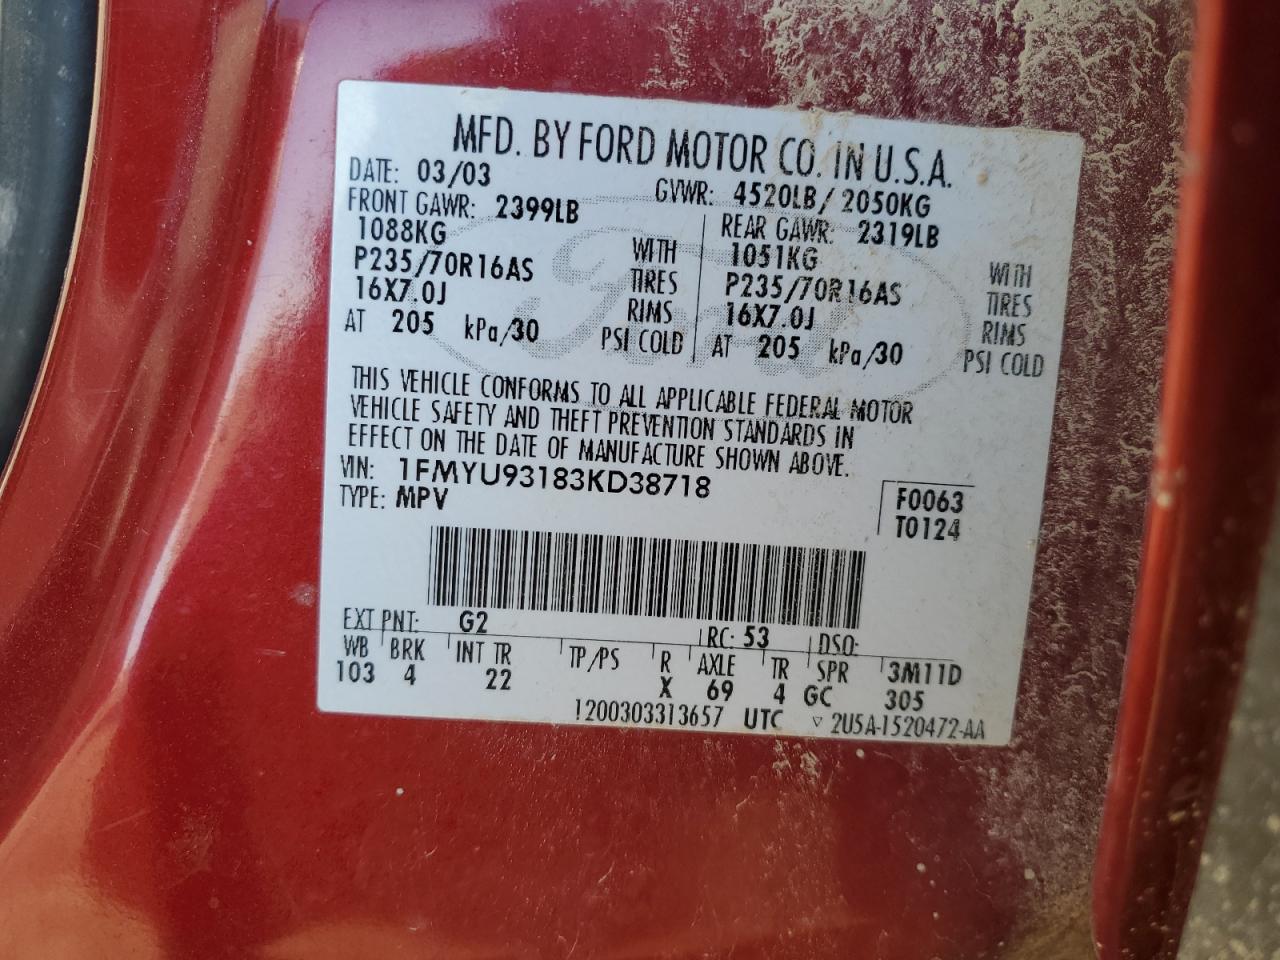 MFD. BY FORD MOTOR CO. IN U.S.A.
DATE: 03/03 GVWR: 4520LB/ 2050KG
FRONT GAWR: 2399LB REAR GAWR: 2319LB
1088KG WITH 1051KG WITH
P235/70R16AS TIRES P235/70R16AS TIRES
16X7.0J RIMS 16X7.0J RIMS
AT 205 kPa/30 PSI COLD AT 205 kPa/30 PSI COLD
THIS VEHICLE CONFORMS TO ALL APPLICABLE FEDERAL MOTOR
VEHICLE SAFETY AND THEFT PREVENTION STANDARDS IN
EFFECT ON THE DATE OF MANUFACTURE SHOWN ABOVE.
VIN: 1FMYU93183KD38718 F0063
TYPE: MPV T0124
EXT PNT: G2 RC: 53 DSO:
WB BRK INT TR TP/PS R AXLE TR SPR 3M11D
103 4 22 X 69 4 GC 305
1200303313657 UTC ▽ 2U5A-1520472-AA
Ford